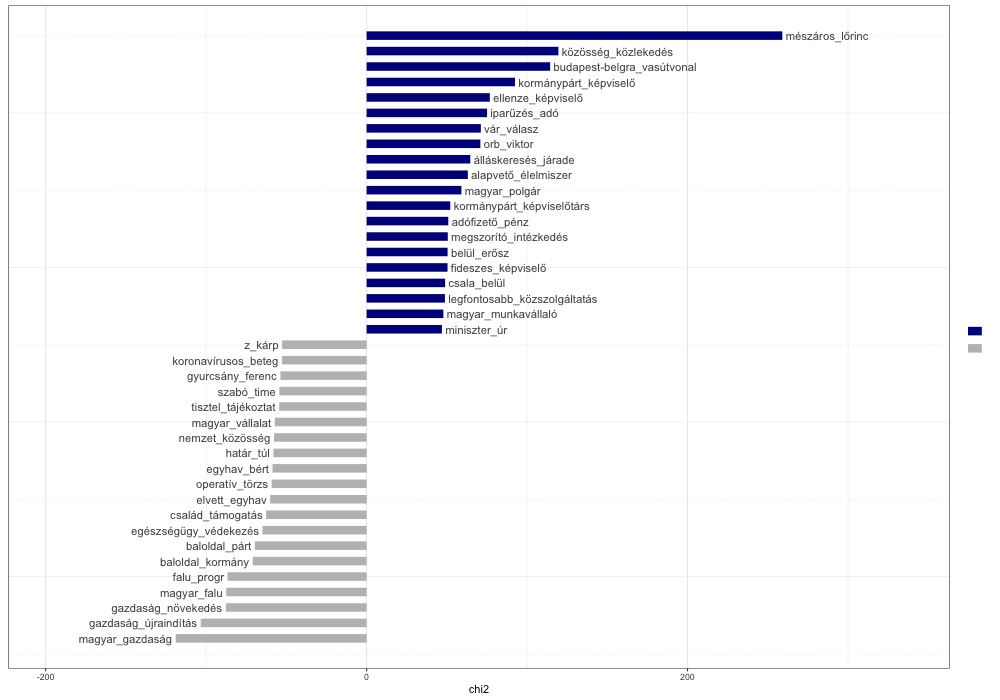 mészáros_lőrinc
közösség_közlekedés
budapest-belgra_vasútvonal
kormánypárt_képviselő
ellenze_képviselő
iparűzés_adó
vár_válasz
orb_viktor
álláskeresés_járade
alapvető_élelmiszer
magyar_polgár
kormánypárt_képviselőtárs
adófizető_pénz
megszorító_intézkedés
belül_erősz
fideszes_képviselő
csala_belül
legfontosabb_közszolgáltatás
magyar_munkavállaló
miniszter_úr
z_kárp
koronavírusos_beteg
gyurcsány_ferenc
szabó_time
tisztel_tájékoztat
magyar_vállalat
nemzet_közösség
határ_túl
egyhav_bért
operatív_törzs
elvett_egyhav
család_támogatás
egészségügy_védekezés
baloldal_párt
baloldal_kormány
falu_progr
magyar_falu
gazdaság_növekedés
gazdaság_újraindítás
magyar_gazdaság
-200 0 200
chi2